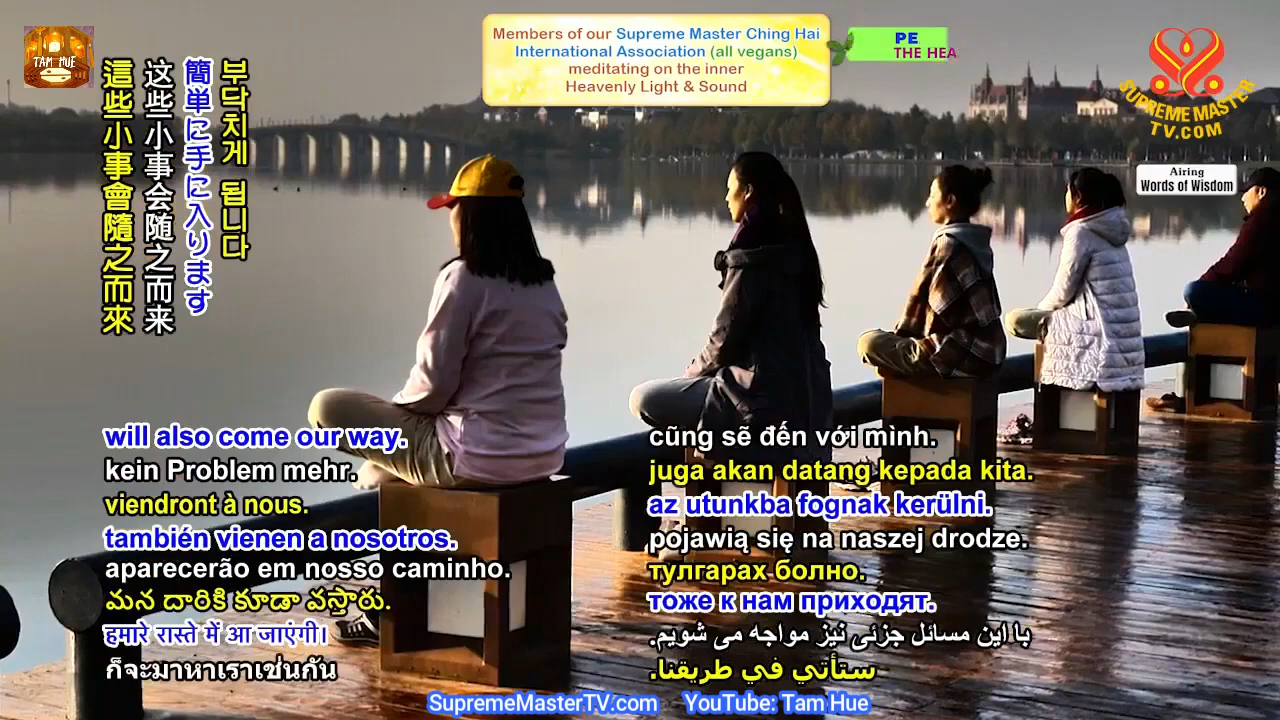 TAM HUE
Members of our Supreme Master Ching Hai
International Association (all vegans)
meditating on the inner
Heavenly Light & Sound
PE
THE HEA
SUPREME MASTER
TV.COM
Airing
Words of Wisdom
부닥치게 됩니다
簡単に手に入ります
这些小事会随之而来
這些小事會隨之而來
will also come our way.
kein Problem mehr.
viendront à nous.
también vienen a nosotros.
aparecerão em nosso caminho.
మన దారికి కూడా వస్తారు.
हमारे रास्ते में आ जाएंगी।
ก็จะมาหาเราเช่นกัน
cũng sẽ đến với mình.
juga akan datang kepada kita.
az utunkba fognak kerülni.
pojawią się na naszej drodze.
тулгарах болно.
тоже к нам приходят.
با این مسائل جزئی نیز مواجه می شویم.
ستأتي في طريقنا.
SupremeMasterTV.com YouTube: Tam Hue